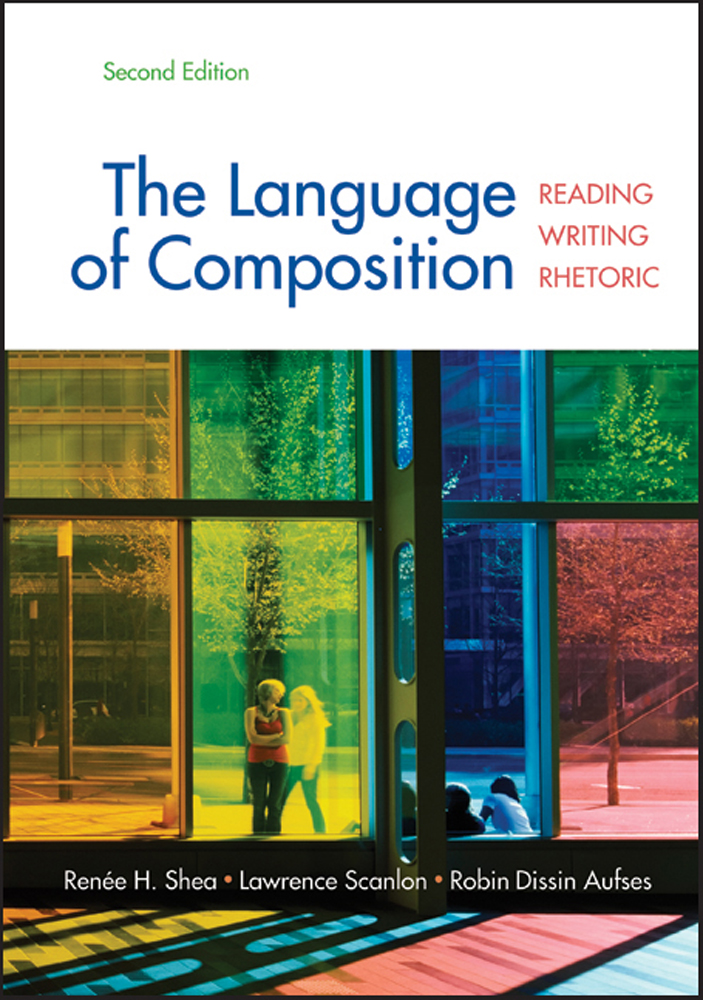 Second Edition
The Language
of Composition
READING
WRITING
RHETORIC
Renée H. Shea • Lawrence Scanlon • Robin Dissin Aufses